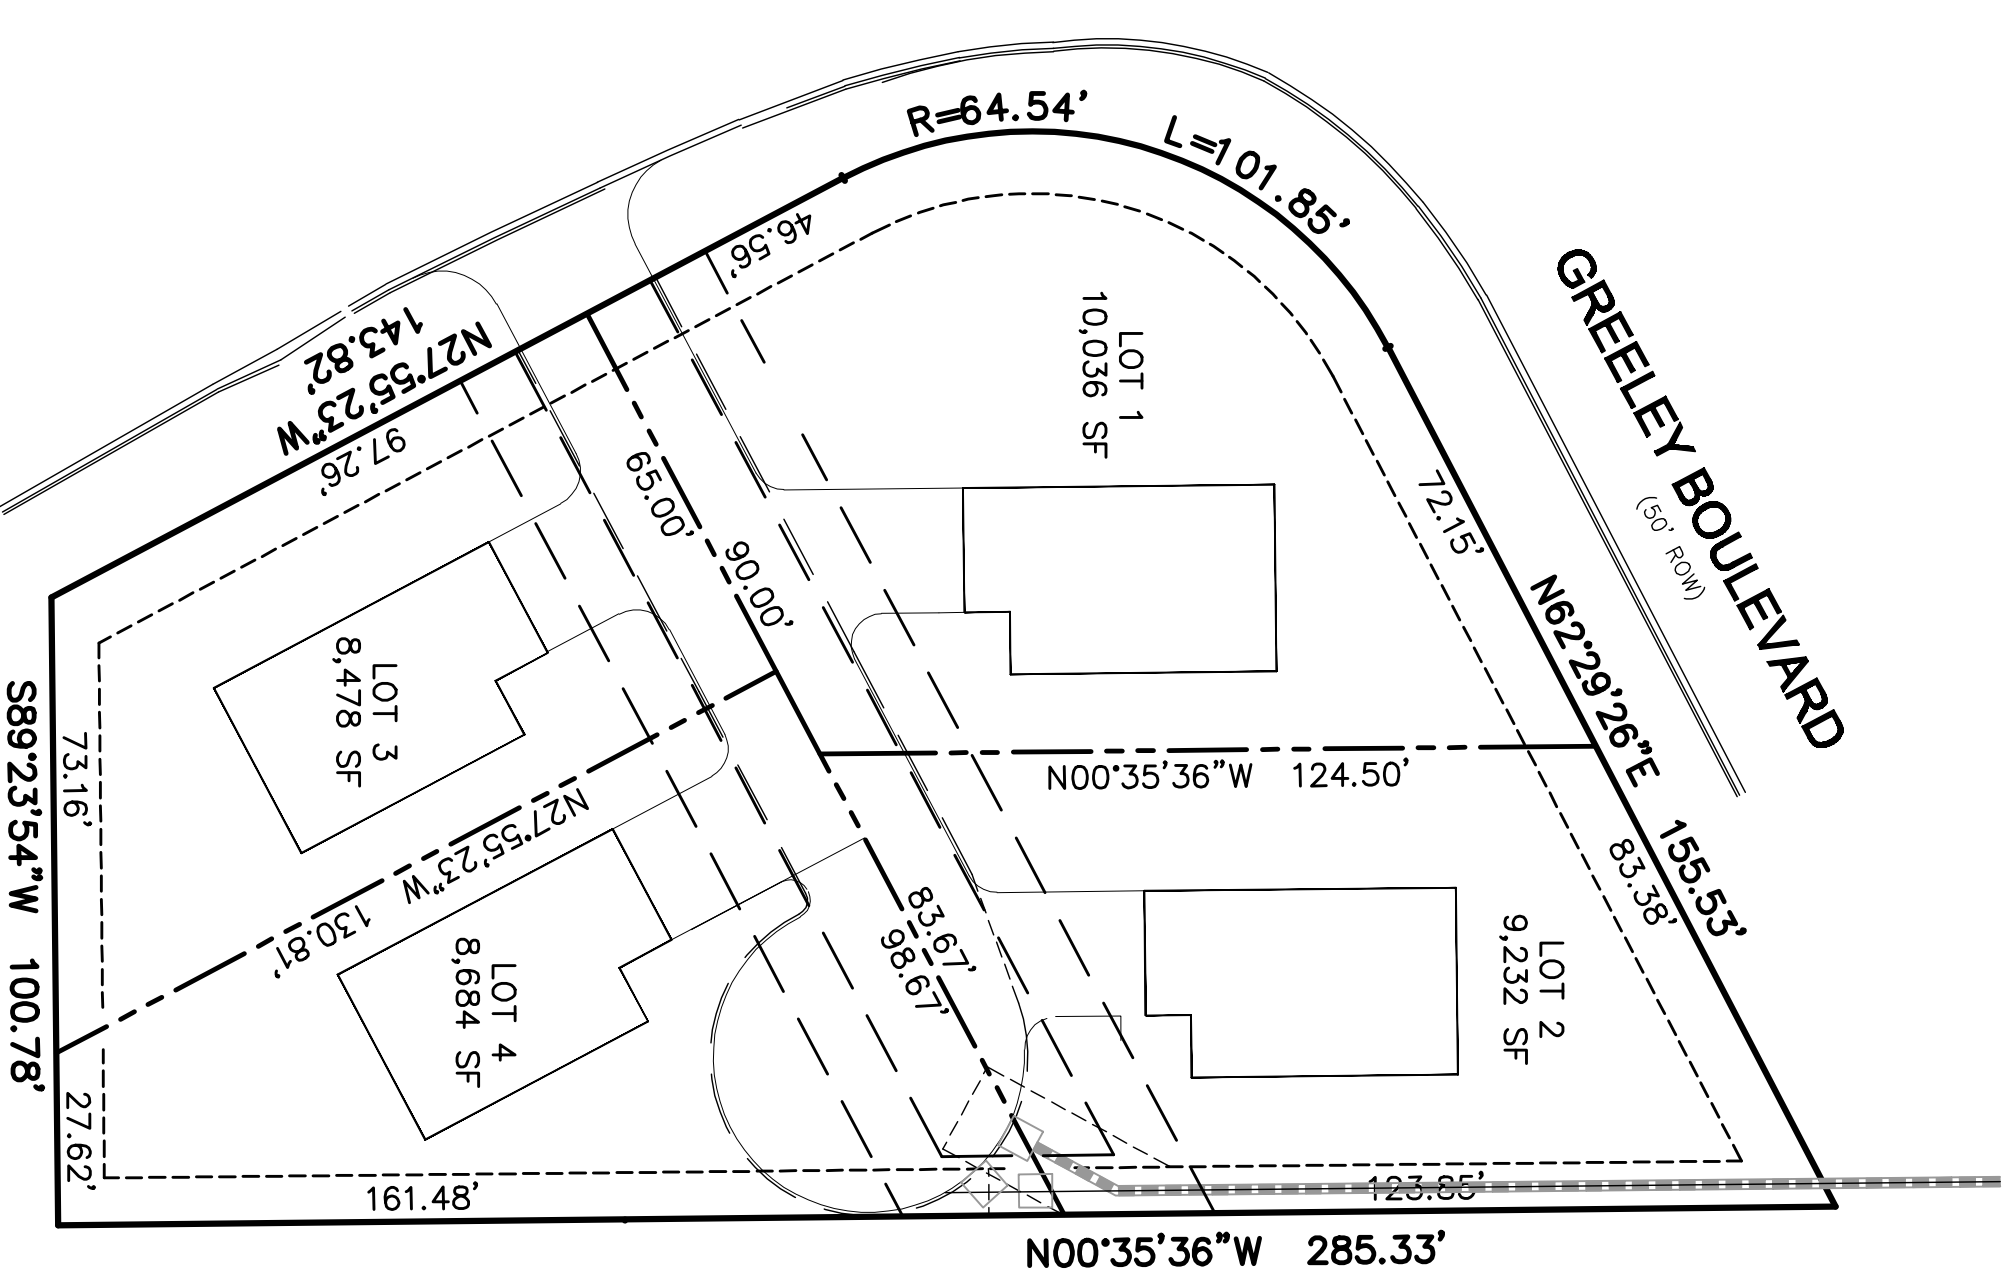 R=64.54’
L=101.85’
GREELEY BOULEVARD
(50’ ROW)
46.56’
N27°55’23”W
143.82’
97.26’
LOT 1
10,036 SF
72.15’
65.00’
90.00’
N62°29’26”E 155.53’
83.38’
LOT 3
8,478 SF
S89°23’54”W 100.78’
73.16’
27.62’
N27°55’23”W 130.81’
N00°35’36”W 124.50’
83.67’
98.67’
LOT 4
8,684 SF
LOT 2
9,232 SF
161.48’
123.85’
N00°35’36”W 285.33’